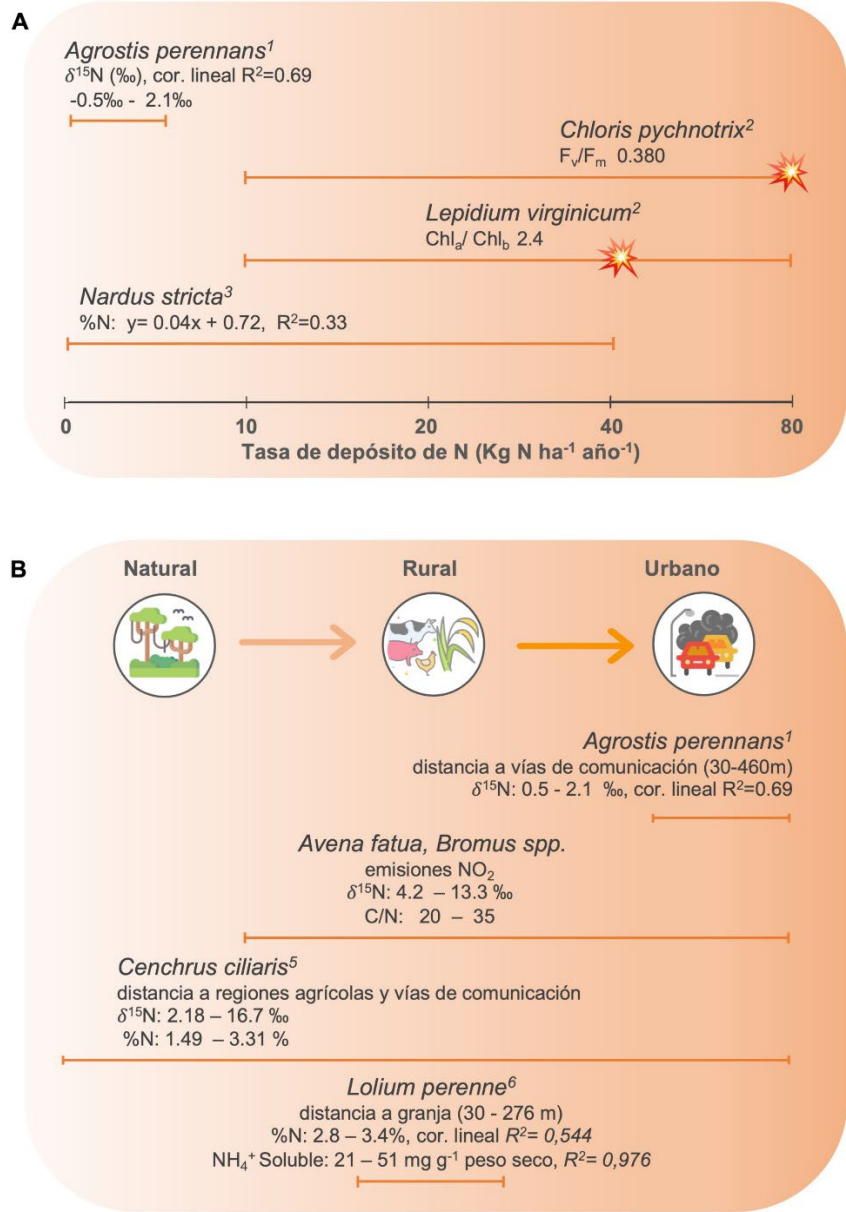 A
Agrostis perennans¹
δ¹⁵N (‰), cor. lineal R²=0.69
-0.5‰ - 2.1‰
Chloris pychnotrix²
Fᵥ/Fₘ 0.380
Lepidium virginicum²
Chlₐ/ Chl_b 2.4
Nardus stricta³
%N: y= 0.04x + 0.72, R²=0.33
0 10 20 40 80
Tasa de depósito de N (Kg N ha⁻¹ año⁻¹)
B
Natural Rural Urbano
Agrostis perennans¹
distancia a vías de comunicación (30-460m)
δ¹⁵N: 0.5 - 2.1 ‰, cor. lineal R²=0.69
Avena fatua, Bromus spp.
emisiones NO₂
δ¹⁵N: 4.2 – 13.3 ‰
C/N: 20 – 35
Cenchrus ciliaris⁵
distancia a regiones agrícolas y vías de comunicación
δ¹⁵N: 2.18 – 16.7 ‰
%N: 1.49 – 3.31 %
Lolium perenne⁶
distancia a granja (30 - 276 m)
%N: 2.8 – 3.4%, cor. lineal R²= 0,544
NH₄⁺ Soluble: 21 – 51 mg g⁻¹ peso seco, R²= 0,976